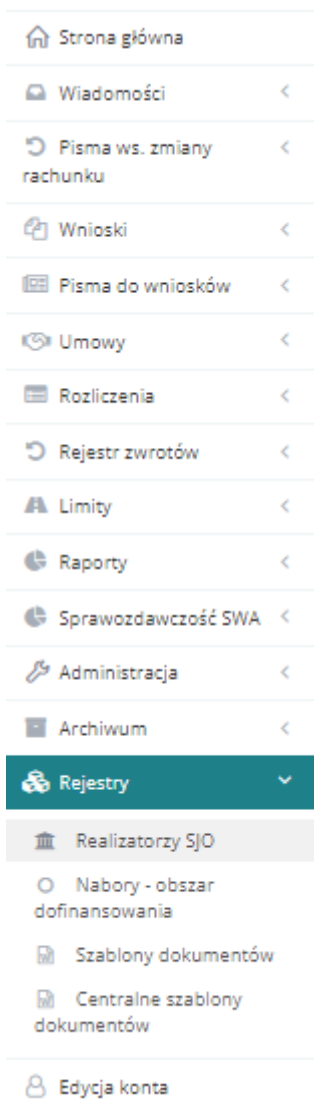 Strona główna
Wiadomości
Pisma ws. zmiany
rachunku
Wnioski
Pisma do wniosków
Umowy
Rozliczenia
Rejestr zwrotów
Limity
Raporty
Sprawozdawczość SWA
Administracja
Archiwum
Rejestry
Realizatorzy SJO
Nabory - obszar
dofinansowania
Szablony dokumentów
Centralne szablony
dokumentów
Edycja konta